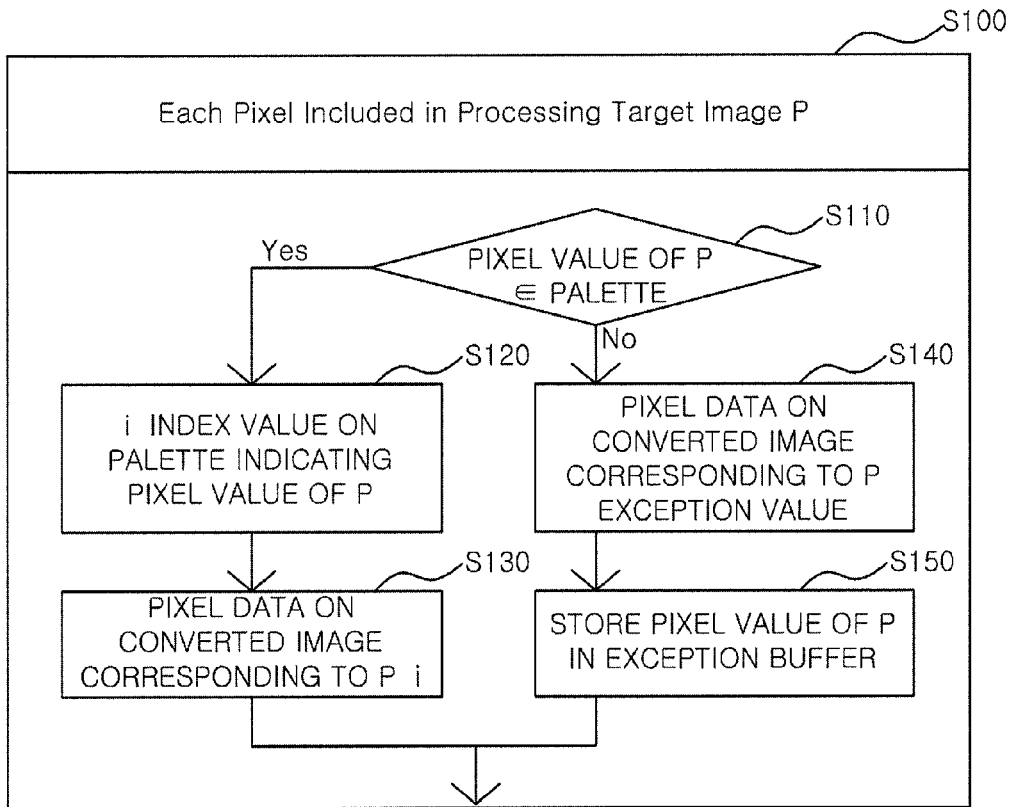 S100
Each Pixel Included in Processing Target Image P
S110
Yes
PIXEL VALUE OF P
∈ PALETTE
No
S120
i INDEX VALUE ON
PALETTE INDICATING
PIXEL VALUE OF P
S140
PIXEL DATA ON
CONVERTED IMAGE
CORRESPONDING TO P
EXCEPTION VALUE
S130
PIXEL DATA ON
CONVERTED IMAGE
CORRESPONDING TO P i
S150
STORE PIXEL VALUE OF P
IN EXCEPTION BUFFER